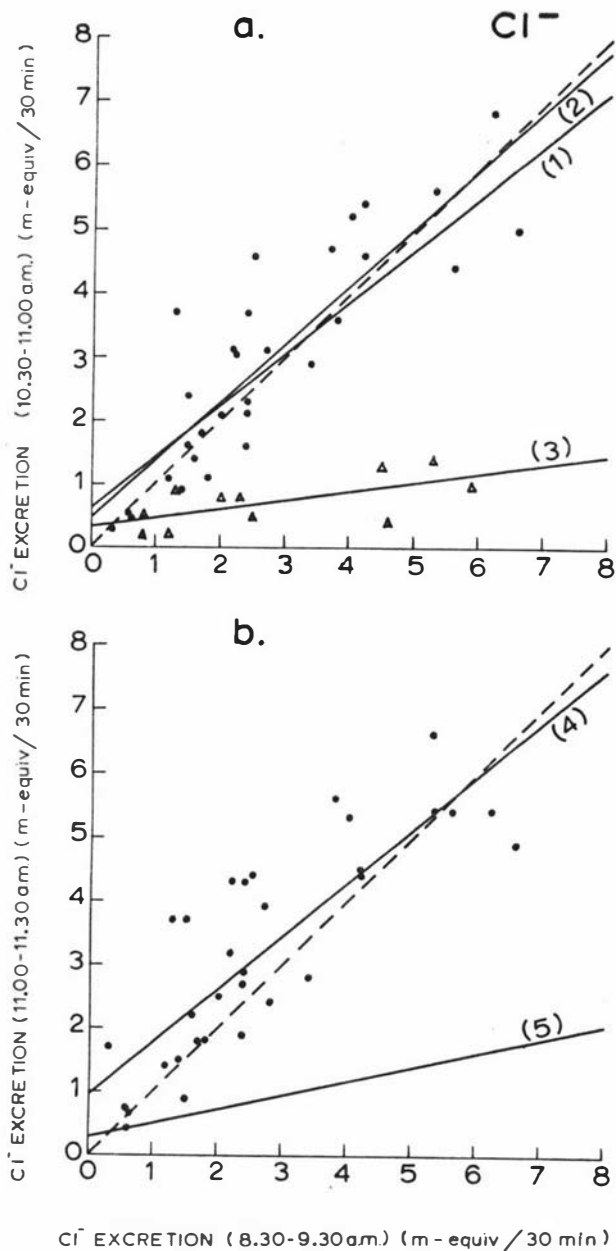 a.
Cl⁻
8
7
6
5
4
3
2
1
0
Cl⁻ EXCRETION (10.30-11.00 a.m.) (m-equiv/30 min)
(2)
(1)
(3)
0 1 2 3 4 5 6 7 8
b.
8
7
6
5
4
3
2
1
0
Cl⁻ EXCRETION (11.00-11.30 am) (m-equiv/30 min)
(4)
(5)
0 1 2 3 4 5 6 7 8
Cl⁻ EXCRETION (8.30-9.30 a.m.) (m-equiv/30 min)